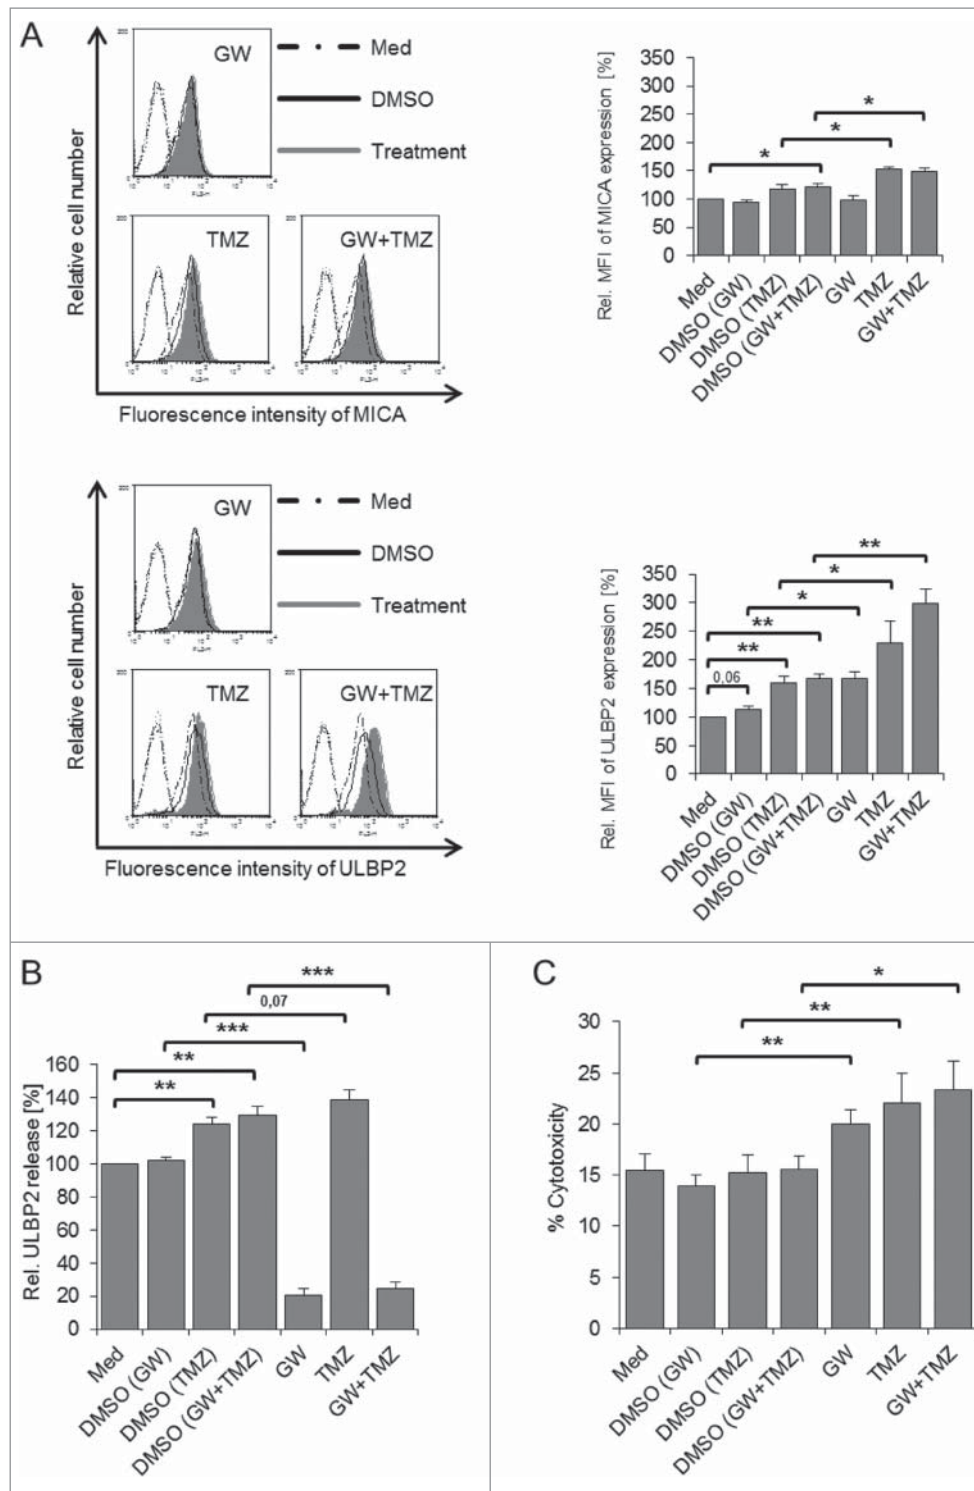 A
GW
Med
DMSO
Treatment
TMZ
GW+TMZ
Relative cell number
Fluorescence intensity of MICA
Rel. MFI of MICA expression [%]
350
300
250
200
150
100
50
0
*
*
*
Med
DMSO (GW)
DMSO (TMZ)
DMSO (GW+TMZ)
GW
TMZ
GW+TMZ
GW
Med
DMSO
Treatment
TMZ
GW+TMZ
Relative cell number
Fluorescence intensity of ULBP2
Rel. MFI of ULBP2 expression [%]
350
300
250
200
150
100
50
0
**
*
*
**
**
0,06
Med
DMSO (GW)
DMSO (TMZ)
DMSO (GW+TMZ)
GW
TMZ
GW+TMZ
B
***
0,07
***
**
**
Rel. ULBP2 release [%]
160
140
120
100
80
60
40
20
0
Med
DMSO (GW)
DMSO (TMZ)
DMSO (GW+TMZ)
GW
TMZ
GW+TMZ
C
*
**
**
% Cytotoxicity
30
25
20
15
10
5
0
Med
DMSO (GW)
DMSO (TMZ)
DMSO (GW+TMZ)
GW
TMZ
GW+TMZ